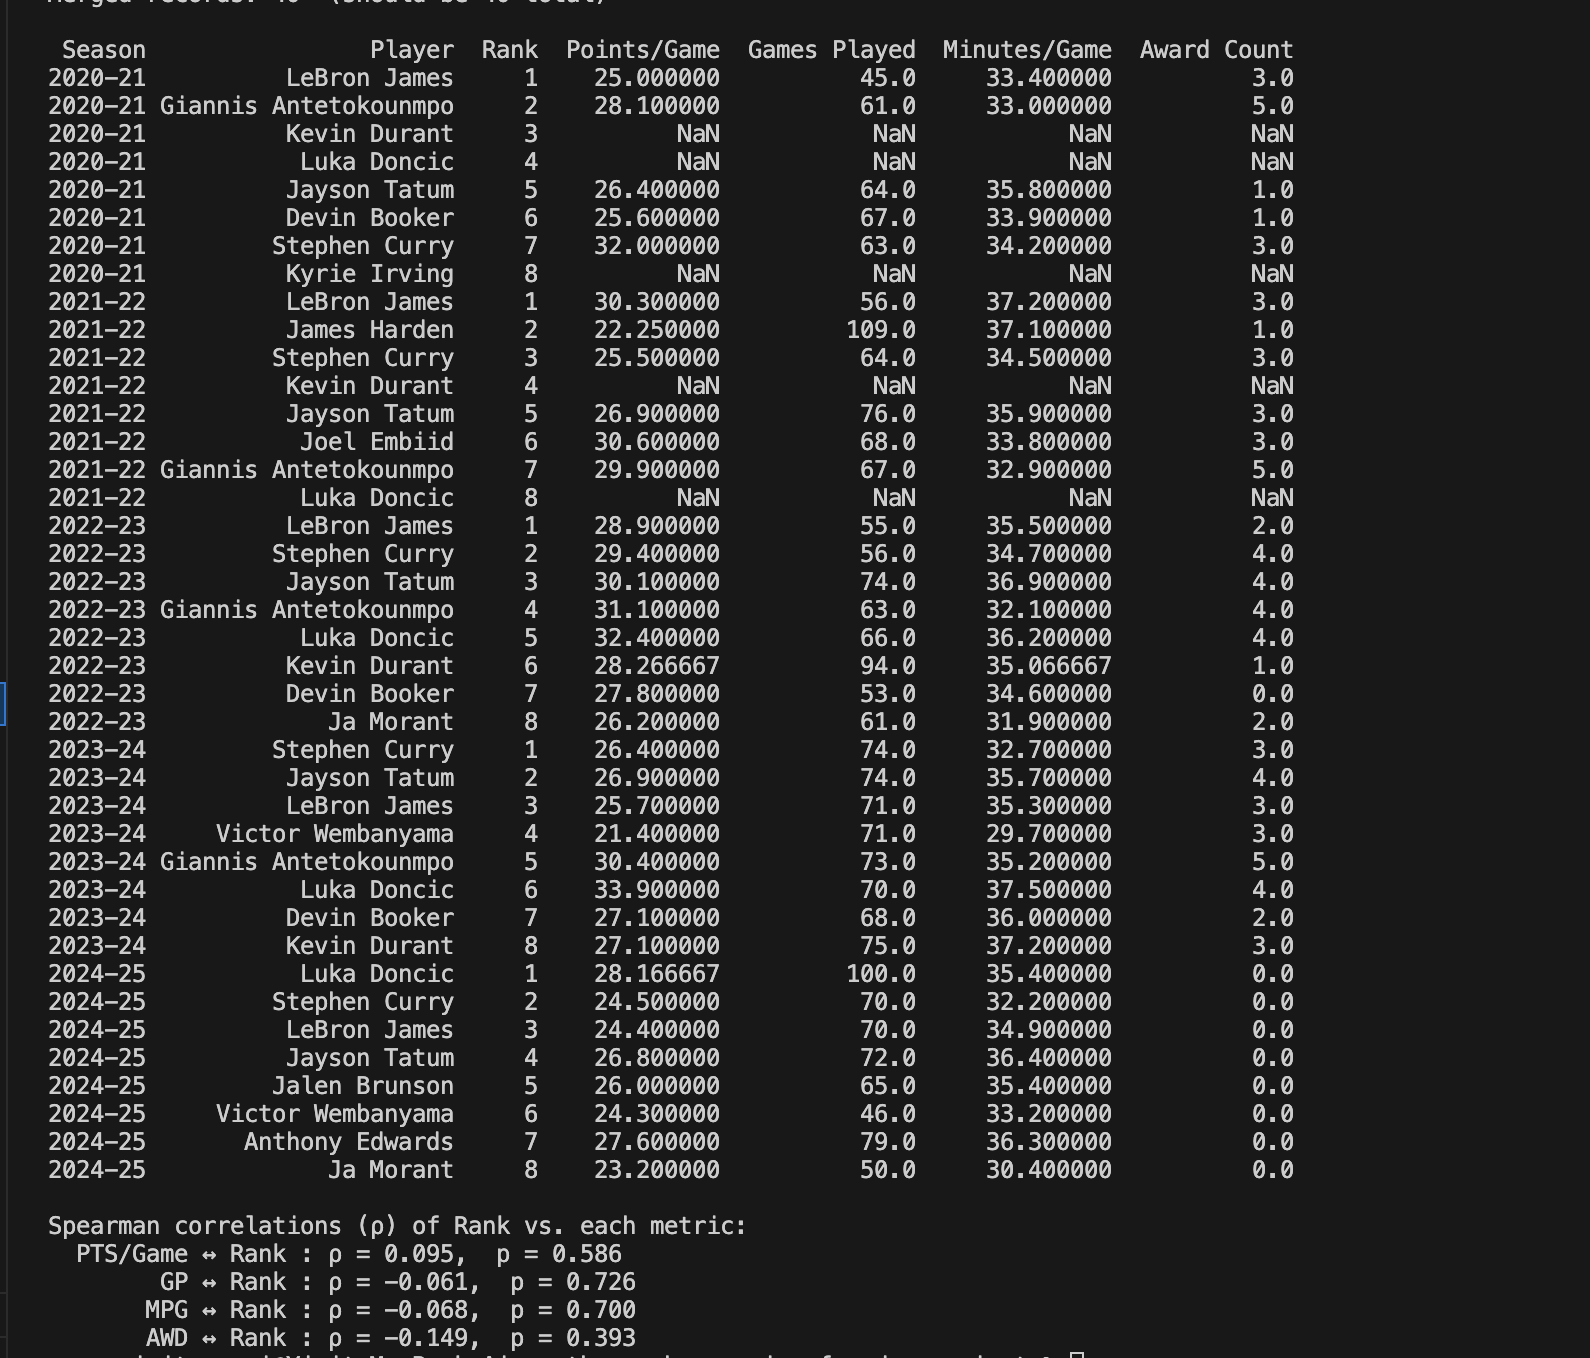 Merged records: 40 (should be 40 total)
Season Player Rank Points/Game Games Played Minutes/Game Award Count
2020-21 LeBron James 1 25.000000 45.0 33.400000 3.0
2020-21 Giannis Antetokounmpo 2 28.100000 61.0 33.000000 5.0
2020-21 Kevin Durant 3 NaN NaN NaN NaN
2020-21 Luka Doncic 4 NaN NaN NaN NaN
2020-21 Jayson Tatum 5 26.400000 64.0 35.800000 1.0
2020-21 Devin Booker 6 25.600000 67.0 33.900000 1.0
2020-21 Stephen Curry 7 32.000000 63.0 34.200000 3.0
2020-21 Kyrie Irving 8 NaN NaN NaN NaN
2021-22 LeBron James 1 30.300000 56.0 37.200000 3.0
2021-22 James Harden 2 22.250000 109.0 37.100000 1.0
2021-22 Stephen Curry 3 25.500000 64.0 34.500000 3.0
2021-22 Kevin Durant 4 NaN NaN NaN NaN
2021-22 Jayson Tatum 5 26.900000 76.0 35.900000 3.0
2021-22 Joel Embiid 6 30.600000 68.0 33.800000 3.0
2021-22 Giannis Antetokounmpo 7 29.900000 67.0 32.900000 5.0
2021-22 Luka Doncic 8 NaN NaN NaN NaN
2022-23 LeBron James 1 28.900000 55.0 35.500000 2.0
2022-23 Stephen Curry 2 29.400000 56.0 34.700000 4.0
2022-23 Jayson Tatum 3 30.100000 74.0 36.900000 4.0
2022-23 Giannis Antetokounmpo 4 31.100000 63.0 32.100000 4.0
2022-23 Luka Doncic 5 32.400000 66.0 36.200000 4.0
2022-23 Kevin Durant 6 28.266667 94.0 35.066667 1.0
2022-23 Devin Booker 7 27.800000 53.0 34.600000 0.0
2022-23 Ja Morant 8 26.200000 61.0 31.900000 2.0
2023-24 Stephen Curry 1 26.400000 74.0 32.700000 3.0
2023-24 Jayson Tatum 2 26.900000 74.0 35.700000 4.0
2023-24 LeBron James 3 25.700000 71.0 35.300000 3.0
2023-24 Victor Wembanyama 4 21.400000 71.0 29.700000 3.0
2023-24 Giannis Antetokounmpo 5 30.400000 73.0 35.200000 5.0
2023-24 Luka Doncic 6 33.900000 70.0 37.500000 4.0
2023-24 Devin Booker 7 27.100000 68.0 36.000000 2.0
2023-24 Kevin Durant 8 27.100000 75.0 37.200000 3.0
2024-25 Luka Doncic 1 28.166667 100.0 35.400000 0.0
2024-25 Stephen Curry 2 24.500000 70.0 32.200000 0.0
2024-25 LeBron James 3 24.400000 70.0 34.900000 0.0
2024-25 Jayson Tatum 4 26.800000 72.0 36.400000 0.0
2024-25 Jalen Brunson 5 26.000000 65.0 35.400000 0.0
2024-25 Victor Wembanyama 6 24.300000 46.0 33.200000 0.0
2024-25 Anthony Edwards 7 27.600000 79.0 36.300000 0.0
2024-25 Ja Morant 8 23.200000 50.0 30.400000 0.0
Spearman correlations (ρ) of Rank vs. each metric:
PTS/Game ↔ Rank : ρ = 0.095, p = 0.586
GP ↔ Rank : ρ = -0.061, p = 0.726
MPG ↔ Rank : ρ = -0.068, p = 0.700
AWD ↔ Rank : ρ = -0.149, p = 0.393